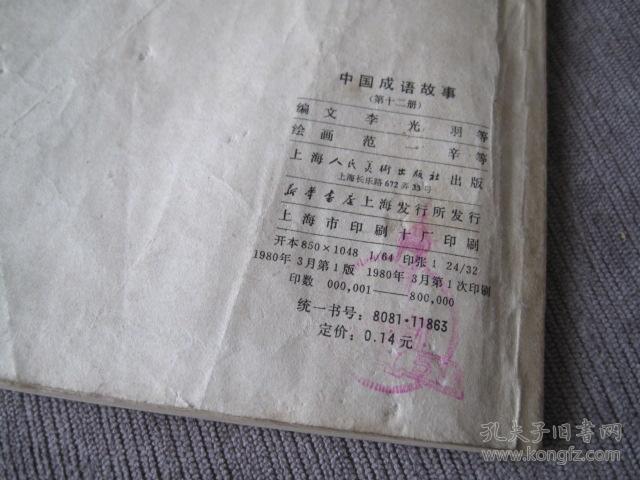 中国成语故事
(第十二册)
编文 李光羽等
绘画 范一辛等
上海人民美術出版社出版
上海长乐路672弄33号
新华書店上海发行所发行
上海市印刷十厂印刷
开本850×1048 1/64 印张1 24/32
1980年3月第1版 1980年3月第1次印刷
印数 000,001——800,000
统一书号：8081·11863
定价：0.14元
孔夫子旧書网
www.kongfz.com